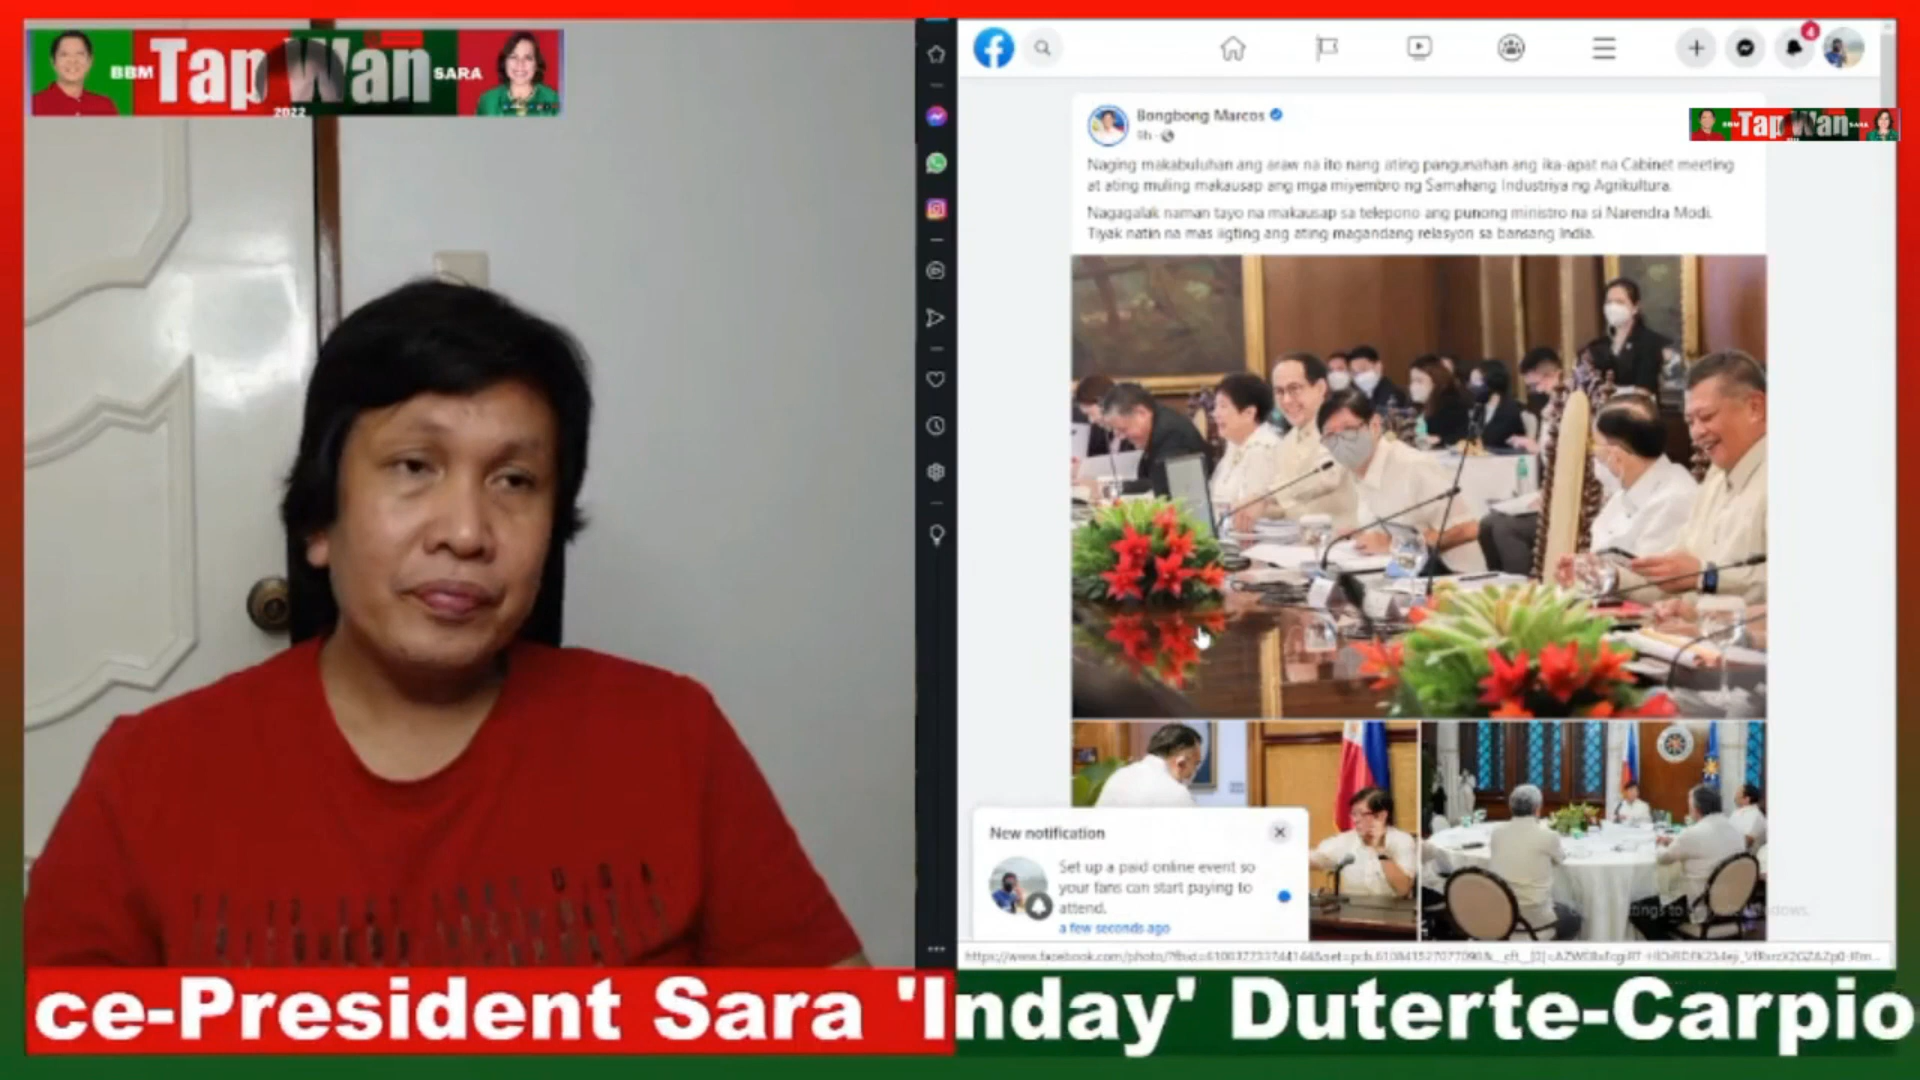 BBM Tap Wan SARA
2022
Bongbong Marcos
9h
Tap Wan
Naging makabuluhan ang araw na ito nang ating pangunahan ang ika-apat na Cabinet meeting
at ating muling makausap ang mga miyembro ng Samahang Industriya ng Agrikultura.
Nagagalak naman tayo na makausap sa telepono ang punong ministro na si Narendra Modi.
Tiyak natin na mas iigting ang ating magandang relasyon sa bansang India.
4
New notification
Set up a paid online event so
your fans can start paying to
attend.
a few seconds ago
ce-President Sara 'Inday' Duterte-Carpio